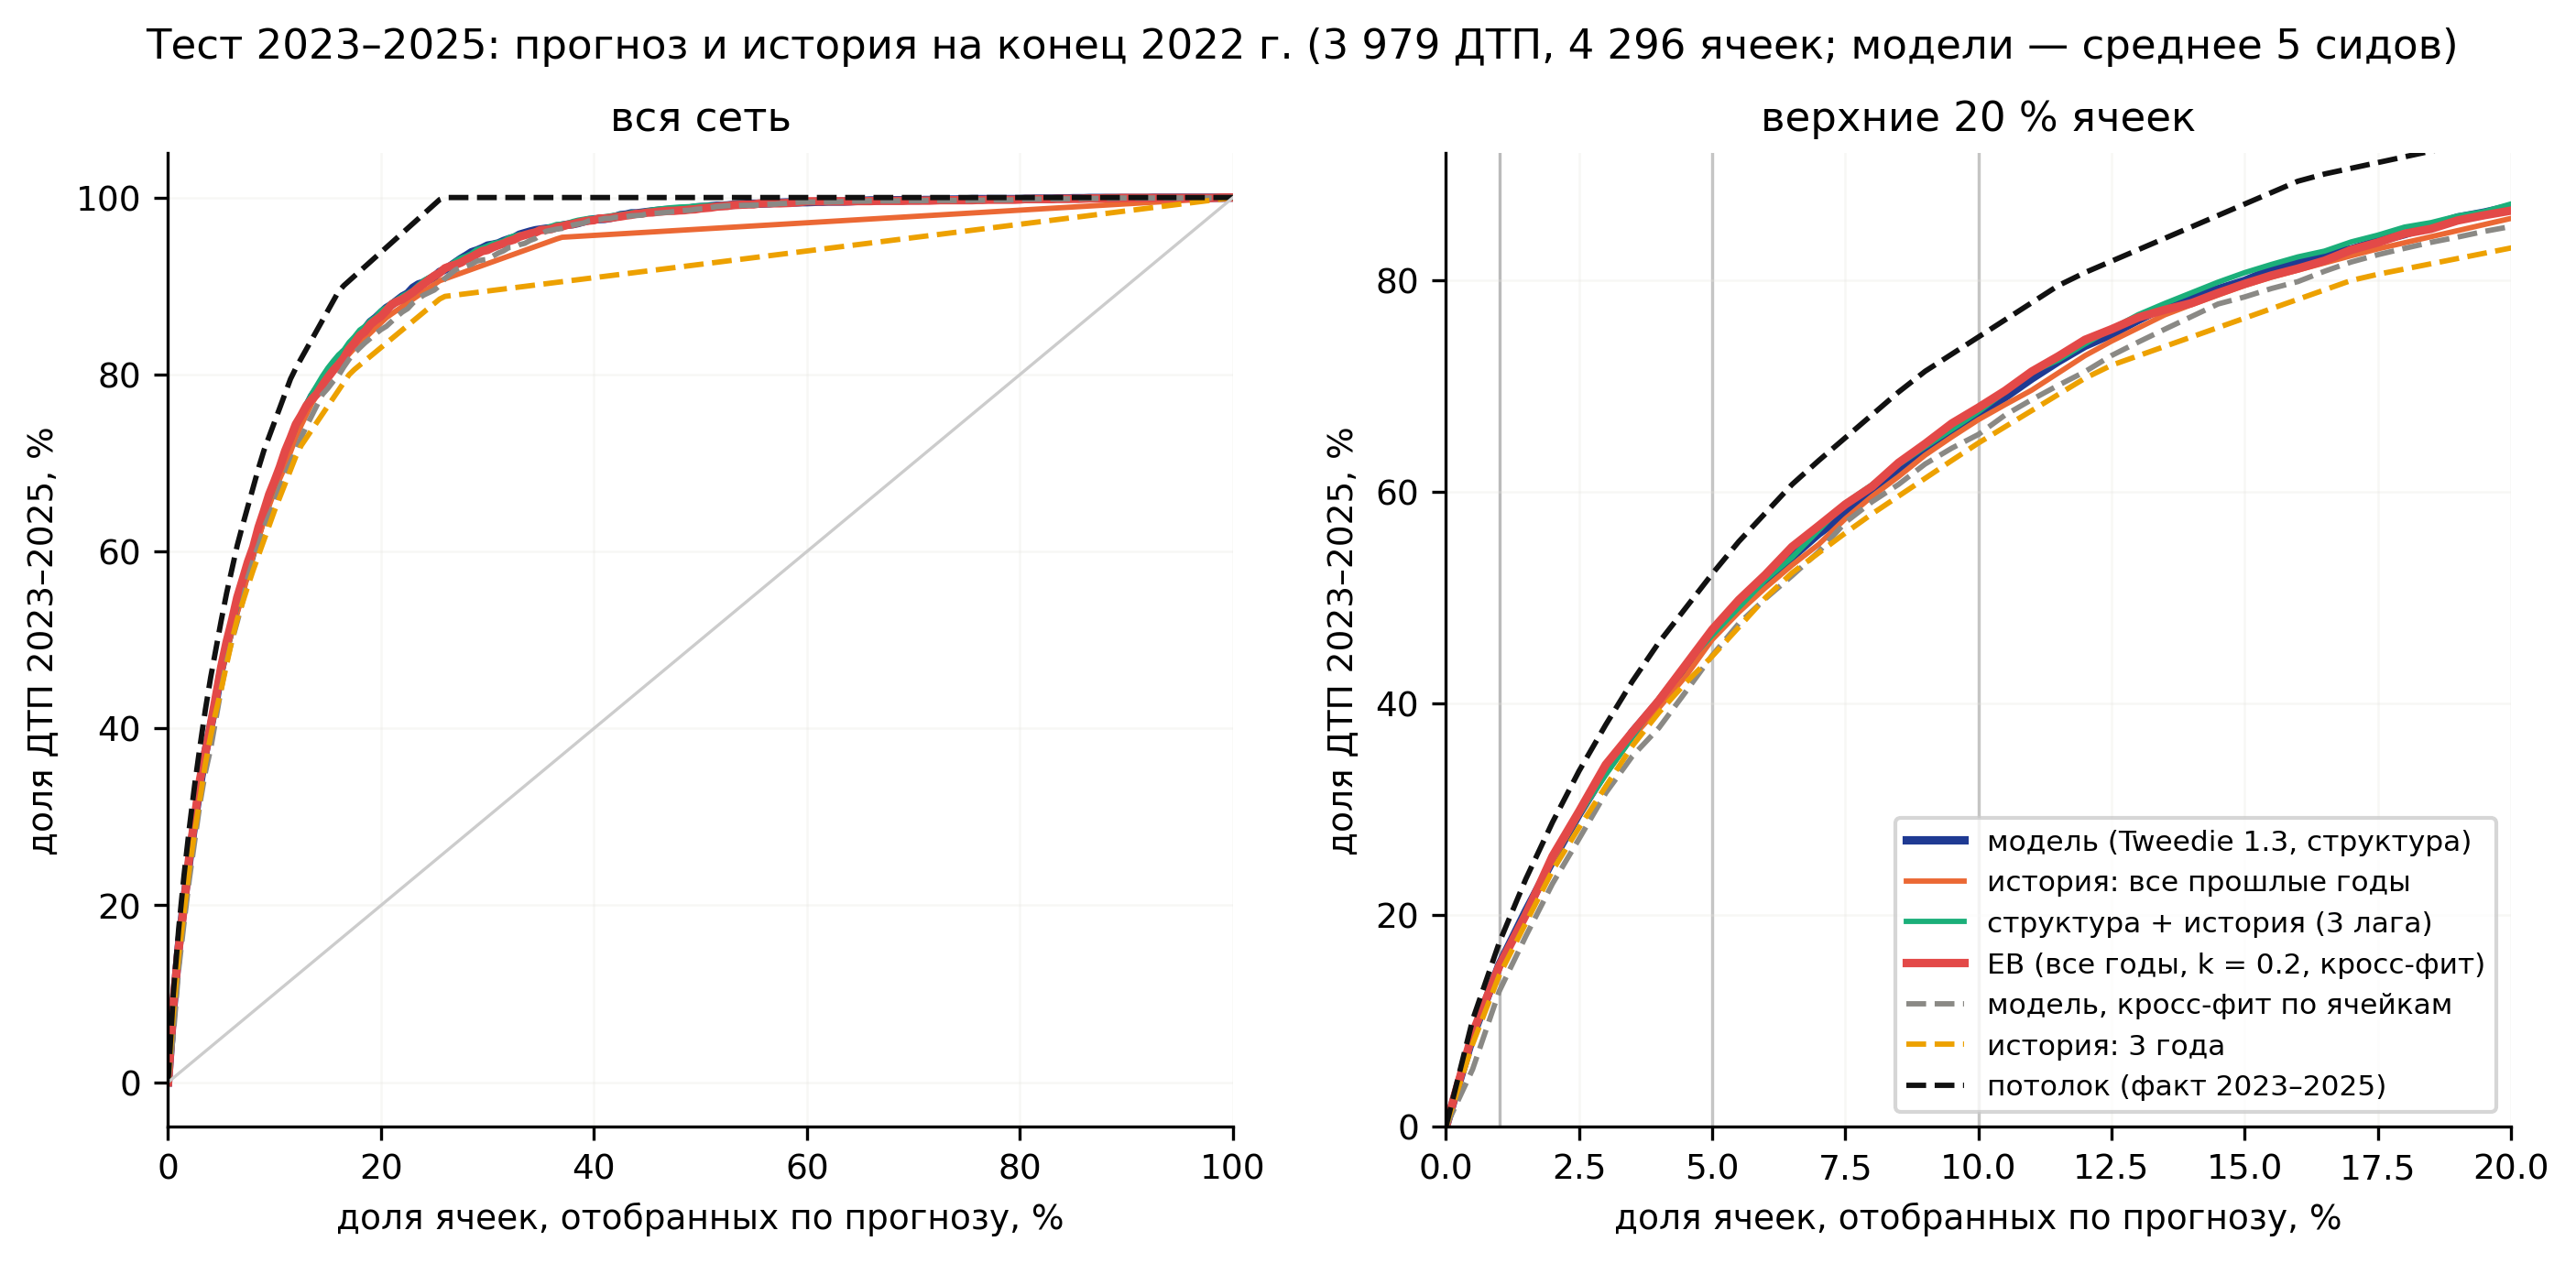 Тест 2023–2025: прогноз и история на конец 2022 г. (3 979 ДТП, 4 296 ячеек; модели — среднее 5 сидов)
вся сеть
100
80
60
40
20
0
доля ДТП 2023–2025, %
0 20 40 60 80 100
доля ячеек, отобранных по прогнозу, %
верхние 20 % ячеек
80
60
40
20
0
доля ДТП 2023–2025, %
модель (Tweedie 1.3, структура)
история: все прошлые годы
структура + история (3 лага)
EB (все годы, k = 0.2, кросс-фит)
модель, кросс-фит по ячейкам
история: 3 года
потолок (факт 2023–2025)
0.0 2.5 5.0 7.5 10.0 12.5 15.0 17.5 20.0
доля ячеек, отобранных по прогнозу, %